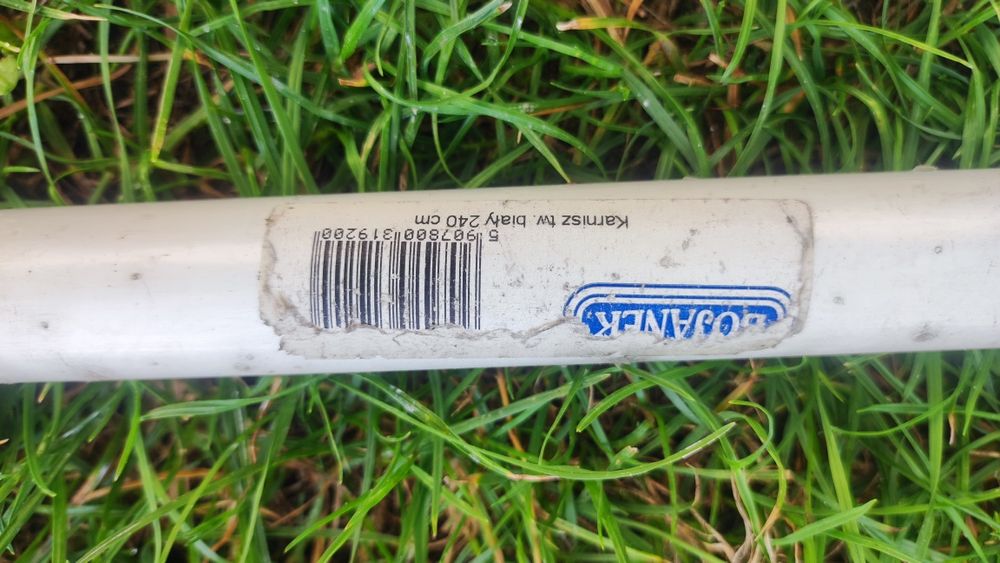 BOJANEK
5 907800 319200
Karnisz tw. biały 240 cm